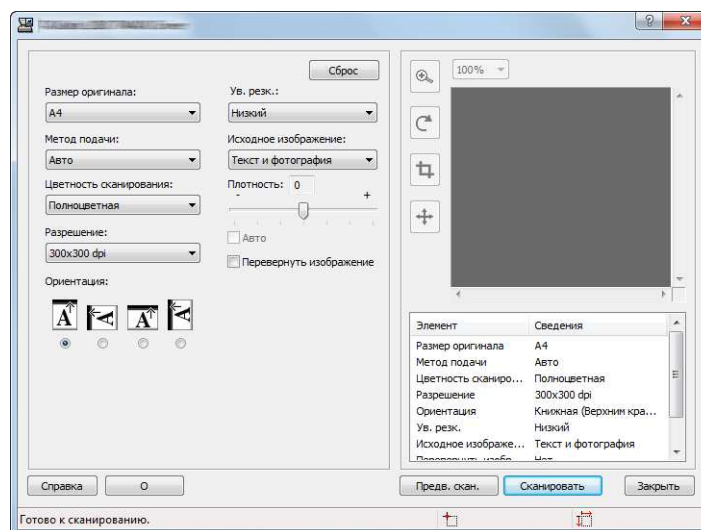 Сброс
Размер оригинала:
A4
Метод подачи:
Авто
Цветность сканирования:
Полноцветная
Разрешение:
300x300 dpi
Ориентация:
A A A A
Ув. резк.:
Низкий
Исходное изображение:
Текст и фотография
Плотность: 0
- +
Авто
Перевернуть изображение
100%
Элемент Сведения
Размер оригинала A4
Метод подачи Авто
Цветность сканиро... Полноцветная
Разрешение 300x300 dpi
Ориентация Книжная (Верхним кра...
Ув. резк. Низкий
Исходное изображе... Текст и фотография
Перевернуть изобр... Нет
Справка О Предв. скан. Сканировать Закрыть
Готово к сканированию.